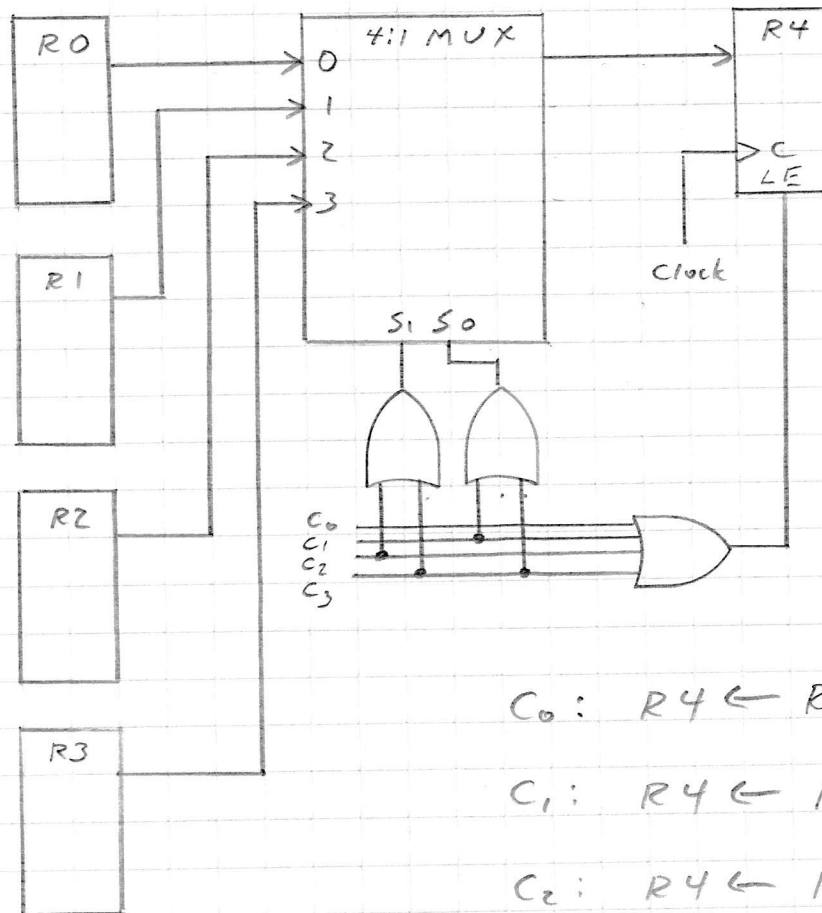 R0
4:1 MUX
R4
0
1
2
3
C
LE
Clock
R1
S1 S0
R2
C0
C1
C2
C3
R3
C0: R4 ←
C1: R4 ←
C2: R4 ←